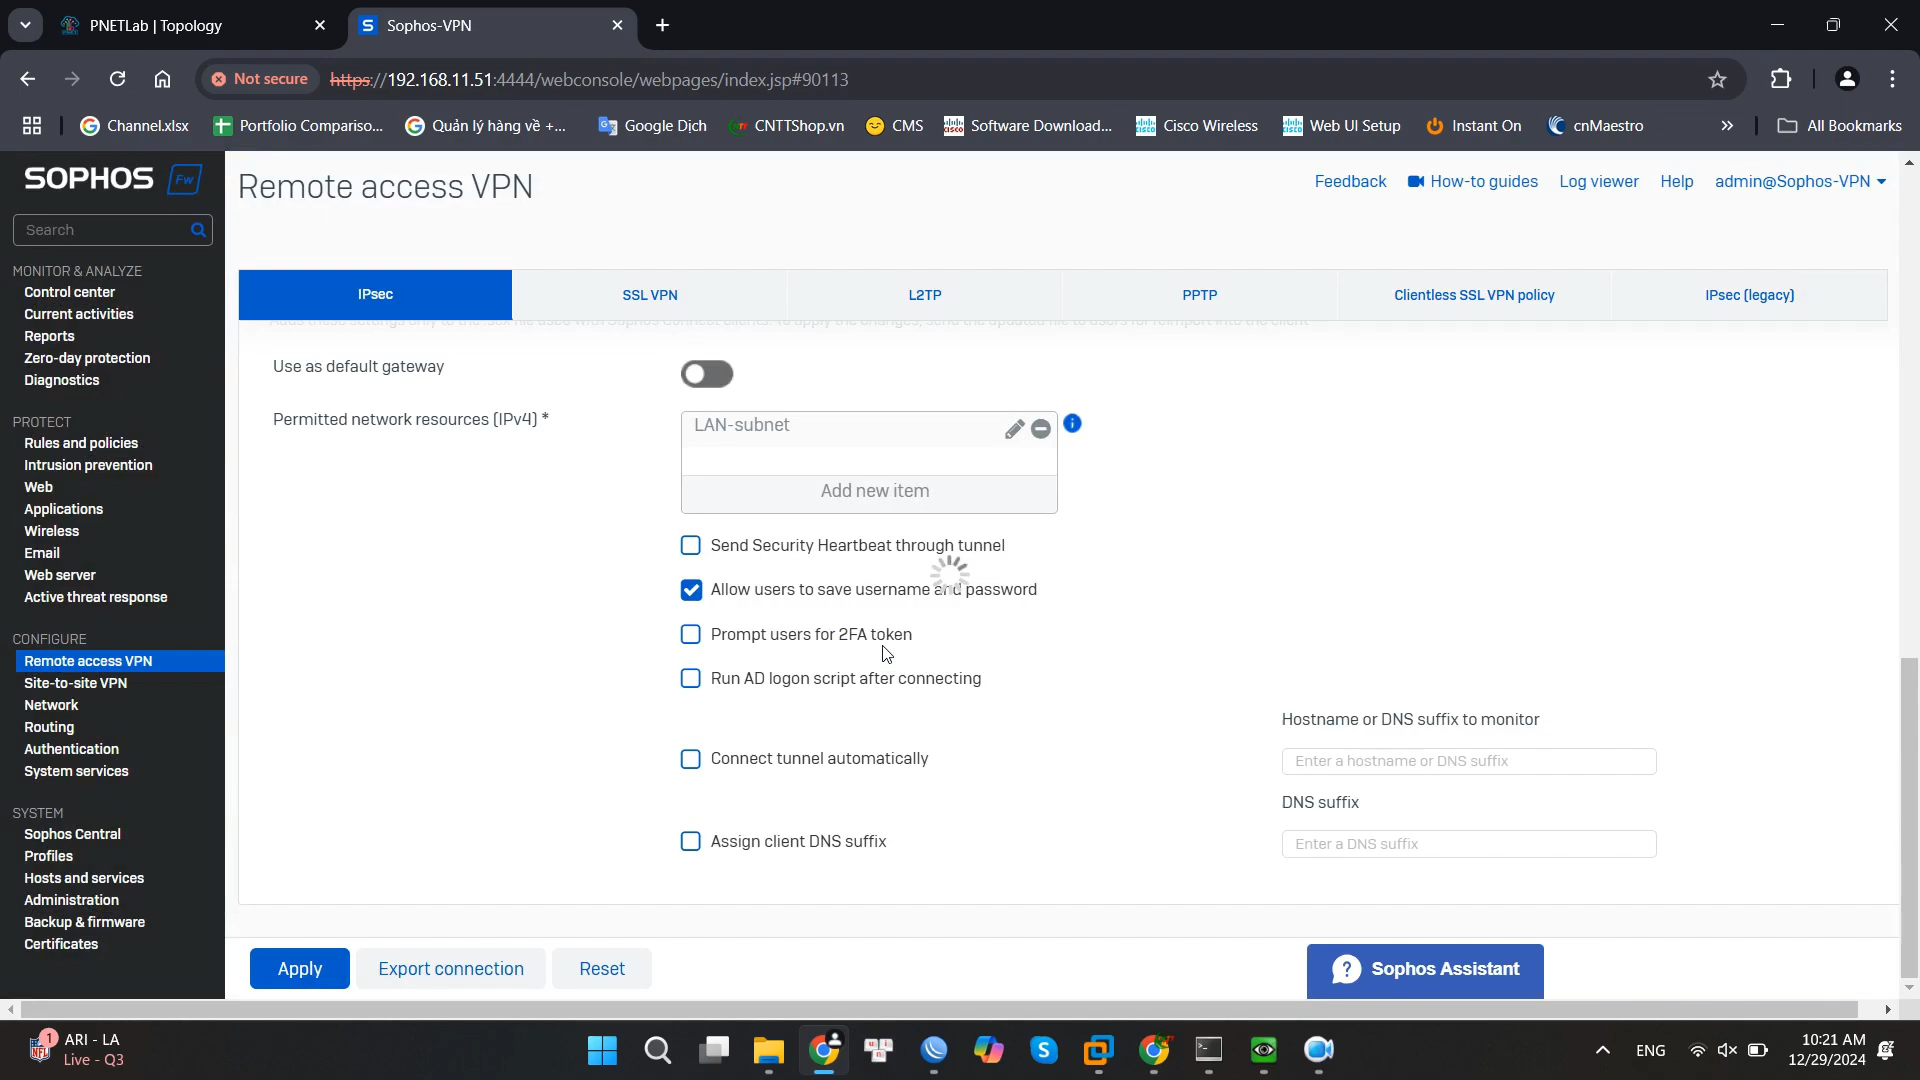 PNETLab | Topology
Sophos-VPN
Not secure
https://192.168.11.51:4444/webconsole/webpages/index.jsp#90113
Channel.xlsx
Portfolio Compariso...
Quản lý hàng về +...
Google Dịch
CNTTShop.vn
CMS
Software Download...
Cisco Wireless
Web UI Setup
Instant On
cnMaestro
All Bookmarks
SOPHOS Fw
Remote access VPN
Feedback
How-to guides
Log viewer
Help
admin@Sophos-VPN
Search
IPsec
SSL VPN
L2TP
PPTP
Clientless SSL VPN policy
IPsec (legacy)
MONITOR & ANALYZE
Control center
Current activities
Reports
Zero-day protection
Diagnostics
PROTECT
Rules and policies
Intrusion prevention
Web
Applications
Wireless
Email
Web server
Active threat response
CONFIGURE
Remote access VPN
Site-to-site VPN
Network
Routing
Authentication
System services
SYSTEM
Sophos Central
Profiles
Hosts and services
Administration
Backup & firmware
Certificates
Use as default gateway
Permitted network resources (IPv4) *
LAN-subnet
Add new item
Send Security Heartbeat through tunnel
Allow users to save username and password
Prompt users for 2FA token
Run AD logon script after connecting
Hostname or DNS suffix to monitor
Connect tunnel automatically
Enter a hostname or DNS suffix
DNS suffix
Assign client DNS suffix
Enter a DNS suffix
Apply
Export connection
Reset
Sophos Assistant
1
ARI - LA
Live - Q3
ENG
10:21 AM
12/29/2024